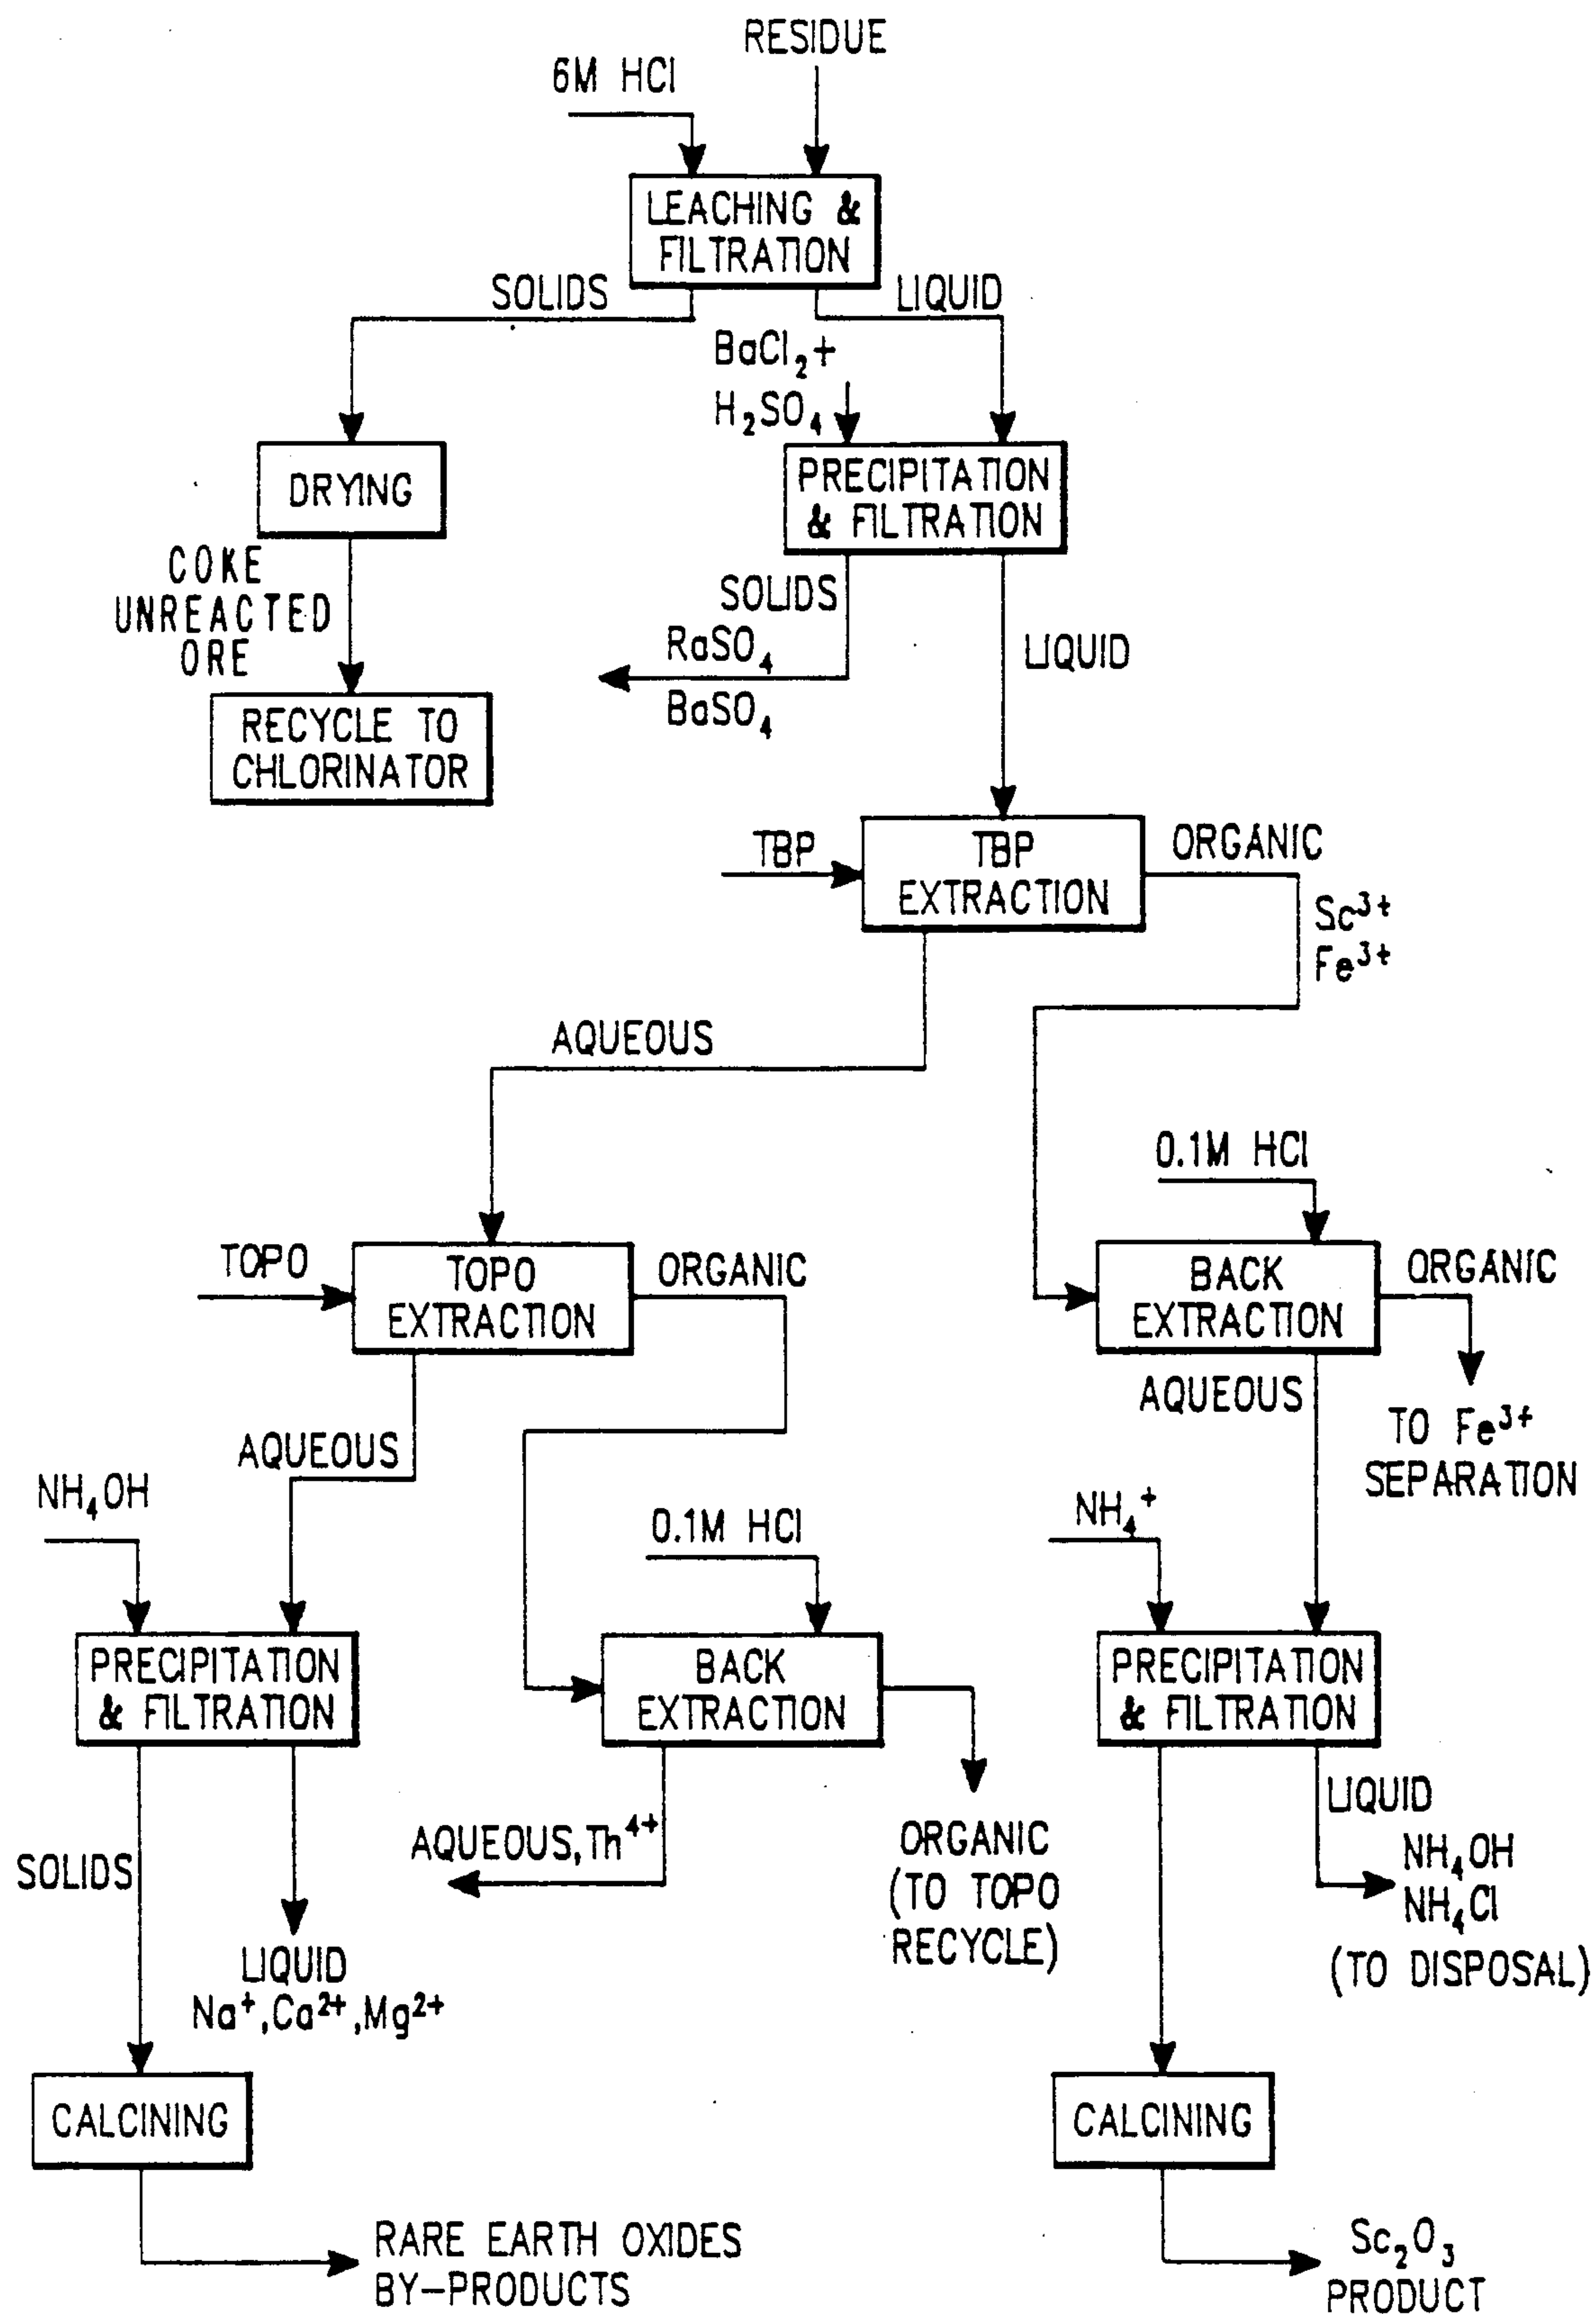 RESIDUE
6M HCl
LEACHING &
FILTRATION
SOLIDS
LIQUID
BaCl₂+
H₂SO₄
DRYING
PRECIPITATION
& FILTRATION
COKE
UNREACTED
ORE
SOLIDS
RaSO₄
BaSO₄
LIQUID
RECYCLE TO
CHLORINATOR
TBP
TBP
EXTRACTION
ORGANIC
Sc³⁺
Fe³⁺
AQUEOUS
0.1M HCl
TOPO
TOPO
EXTRACTION
ORGANIC
BACK
EXTRACTION
ORGANIC
AQUEOUS
TO Fe³⁺
SEPARATION
AQUEOUS
NH₄OH
0.1M HCl
NH₄⁺
PRECIPITATION
& FILTRATION
BACK
EXTRACTION
PRECIPITATION
& FILTRATION
SOLIDS
LIQUID
Na⁺,Ca²⁺,Mg²⁺
AQUEOUS,Th⁴⁺
ORGANIC
(TO TOPO
RECYCLE)
LIQUID
NH₄OH
NH₄Cl
(TO DISPOSAL)
CALCINING
CALCINING
RARE EARTH OXIDES
BY-PRODUCTS
Sc₂O₃
PRODUCT